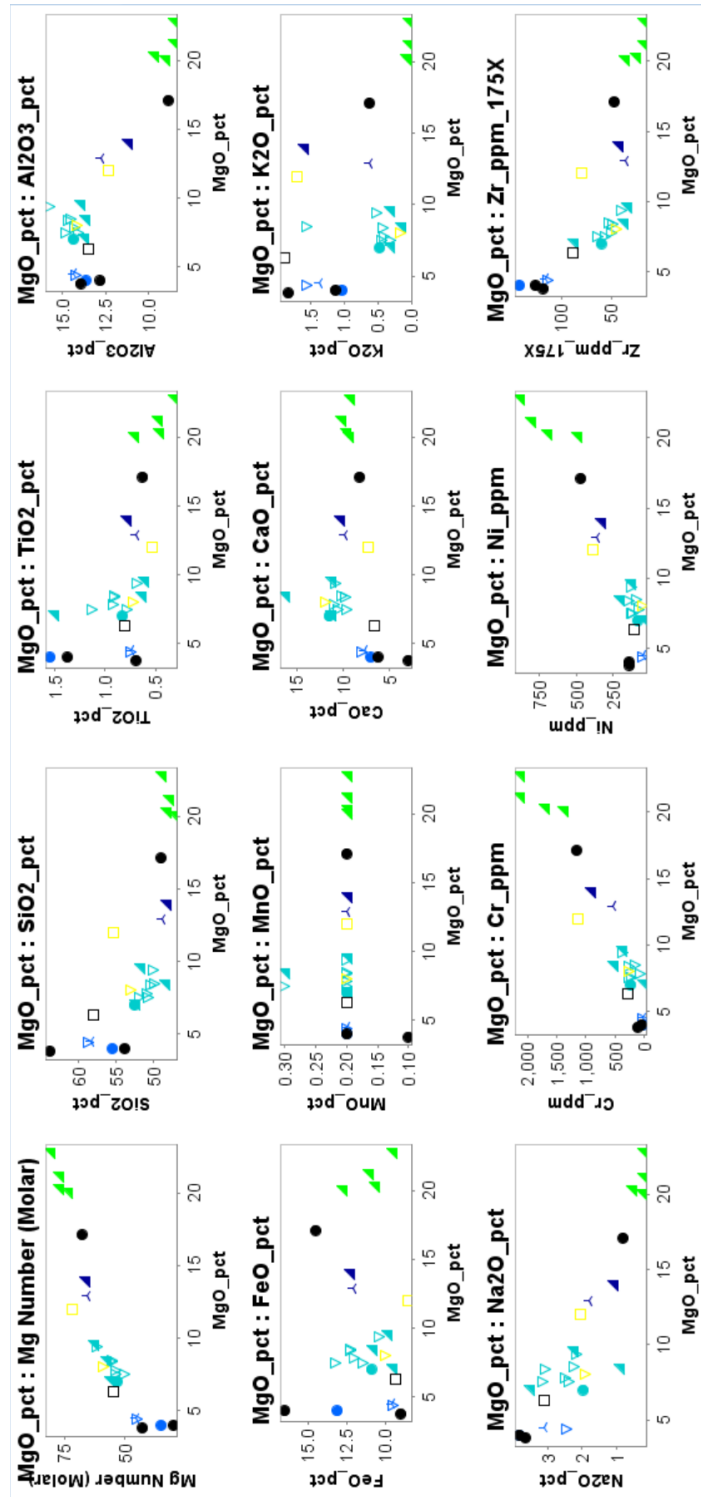 MgO_pct : Mg Number (Molar)
Mg Number (Molar)
75
50
5
10
15
20
MgO_pct
MgO_pct : SiO2_pct
SiO2_pct
60
55
50
5
10
15
20
MgO_pct
MgO_pct : TiO2_pct
TiO2_pct
1.5
1.0
0.5
5
10
15
20
MgO_pct
MgO_pct : Al2O3_pct
Al2O3_pct
15.0
12.5
10.0
5
10
15
20
MgO_pct
MgO_pct : FeO_pct
FeO_pct
15.0
12.5
10.0
5
10
15
20
MgO_pct
MgO_pct : MnO_pct
MnO_pct
0.30
0.25
0.20
0.15
0.10
5
10
15
20
MgO_pct
MgO_pct : CaO_pct
CaO_pct
15
10
5
5
10
15
20
MgO_pct
MgO_pct : K2O_pct
K2O_pct
1.5
1.0
0.5
0.0
5
10
15
20
MgO_pct
MgO_pct : Na2O_pct
Na2O_pct
3
2
1
5
10
15
20
MgO_pct
MgO_pct : Cr_ppm
Cr_ppm
2,000
1,500
1,000
500
0
5
10
15
20
MgO_pct
MgO_pct : Ni_ppm
Ni_ppm
750
500
250
5
10
15
20
MgO_pct
MgO_pct : Zr_ppm_175X
Zr_ppm_175X
100
50
5
10
15
20
MgO_pct